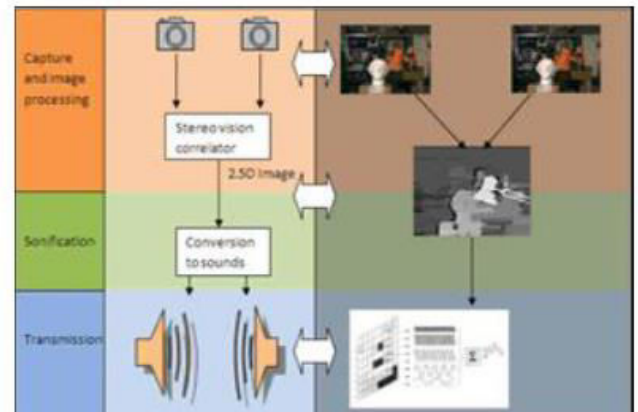 Capture
and image
processing
Stereo vision
correlator
2.5D Image
Sonification
Conversion
to sounds
Transmission
Σ